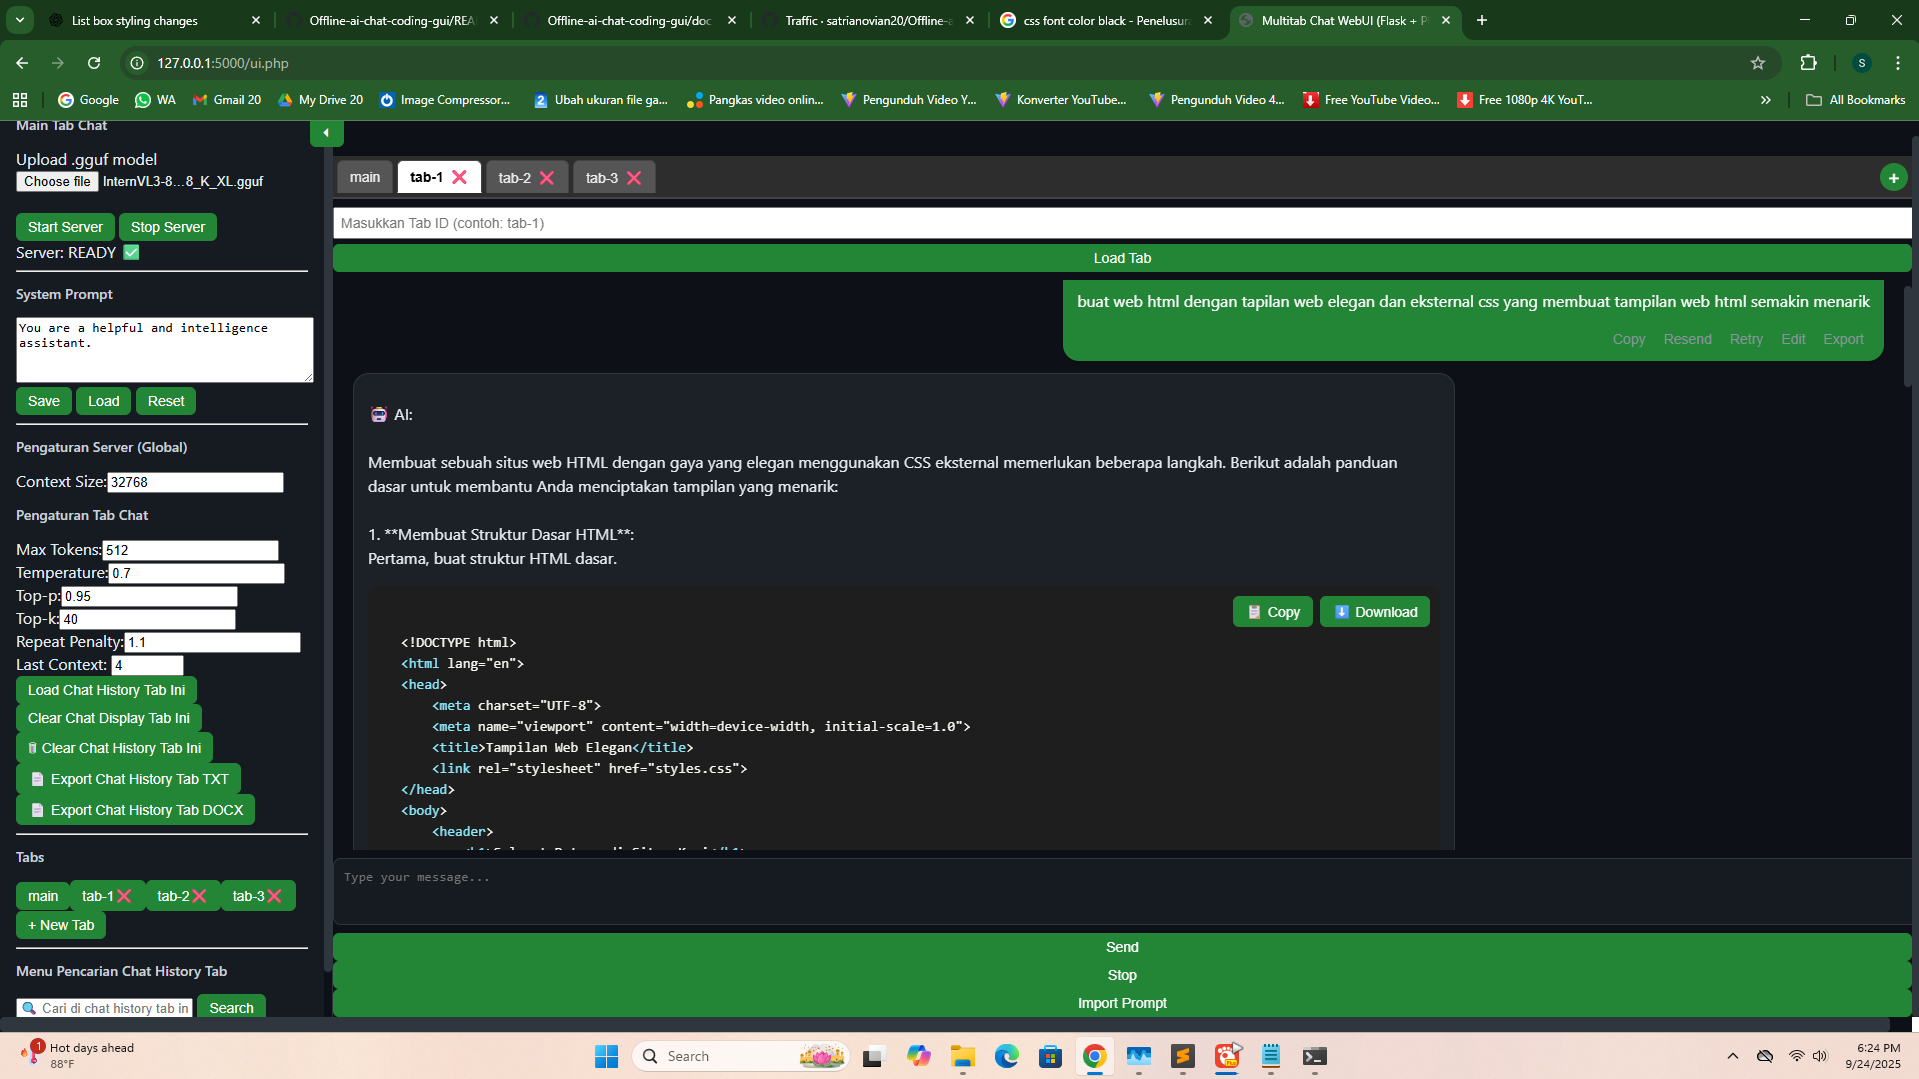 List box styling changes
Offline-ai-chat-coding-gui/REA
Offline-ai-chat-coding-gui/doc
Traffic · satrianovian20/Offline-a
css font color black - Penelusura
Multitab Chat WebUI (Flask + P
127.0.0.1:5000/ui.php
S
Google
WA
Gmail 20
My Drive 20
Image Compressor...
Ubah ukuran file ga...
Pangkas video onlin...
Pengunduh Video Y...
Konverter YouTube...
Pengunduh Video 4...
Free YouTube Video...
Free 1080p 4K YouT...
All Bookmarks
Main Tab Chat
Upload .gguf model
Choose file InternVL3-8...8_K_XL.gguf
Start Server Stop Server
Server: READY ✅
System Prompt
You are a helpful and intelligence
assistant.
Save Load Reset
Pengaturan Server (Global)
Context Size: 32768
Pengaturan Tab Chat
Max Tokens: 512
Temperature: 0.7
Top-p: 0.95
Top-k: 40
Repeat Penalty: 1.1
Last Context: 4
Load Chat History Tab Ini
Clear Chat Display Tab Ini
🗑 Clear Chat History Tab Ini
📄 Export Chat History Tab TXT
📄 Export Chat History Tab DOCX
Tabs
main tab-1❌ tab-2❌ tab-3❌
+ New Tab
Menu Pencarian Chat History Tab
🔍 Cari di chat history tab in Search
main tab-1 ❌ tab-2 ❌ tab-3 ❌ +
Masukkan Tab ID (contoh: tab-1)
Load Tab
buat web html dengan tapilan web elegan dan eksternal css yang membuat tampilan web html semakin menarik
Copy Resend Retry Edit Export
🤖 AI:
Membuat sebuah situs web HTML dengan gaya yang elegan menggunakan CSS eksternal memerlukan beberapa langkah. Berikut adalah panduan
dasar untuk membantu Anda menciptakan tampilan yang menarik:
1. **Membuat Struktur Dasar HTML**:
Pertama, buat struktur HTML dasar.
📋 Copy ⬇️ Download
<!DOCTYPE html>
<html lang="en">
<head>
<meta charset="UTF-8">
<meta name="viewport" content="width=device-width, initial-scale=1.0">
<title>Tampilan Web Elegan</title>
<link rel="stylesheet" href="styles.css">
</head>
<body>
<header>
Type your message...
Send
Stop
Import Prompt
1
Hot days ahead
88°F
Search
6:24 PM
9/24/2025